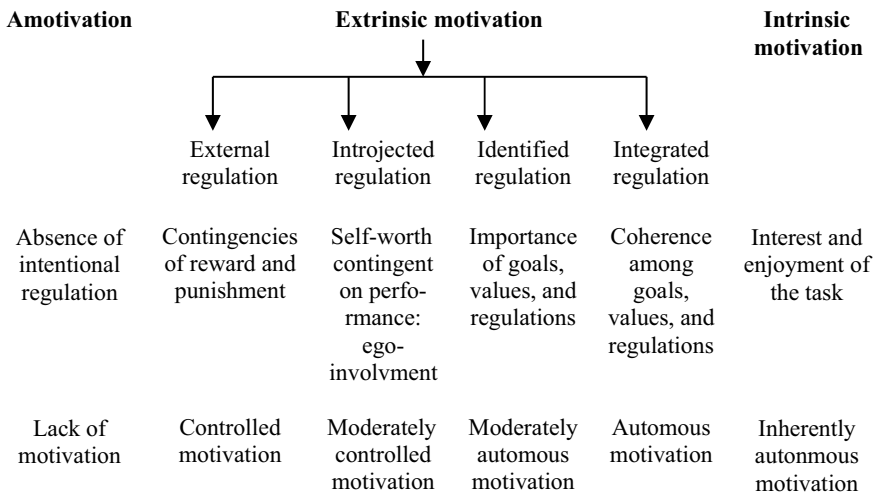 Amotivation
Extrinsic motivation
Intrinsic
motivation
External
regulation
Introjected
regulation
Identified
regulation
Integrated
regulation
Absence of
intentional
regulation
Contingencies
of reward and
punishment
Self-worth
contingent
on perfo-
rmance:
ego-
involvment
Importance
of goals,
values, and
regulations
Coherence
among
goals,
values, and
regulations
Interest and
enjoyment of
the task
Lack of
motivation
Controlled
motivation
Moderately
controlled
motivation
Moderately
automous
motivation
Automous
motivation
Inherently
autonmous
motivation